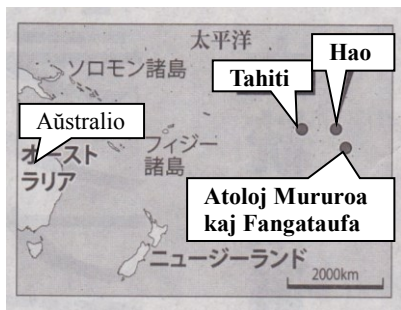 太平洋
Hao
ソロモン諸島
Tahiti
Aŭstralio
フィジー
諸島
オースト
ラリア
Atoloj Mururoa
kaj Fangataufa
ニュージーランド
2000km